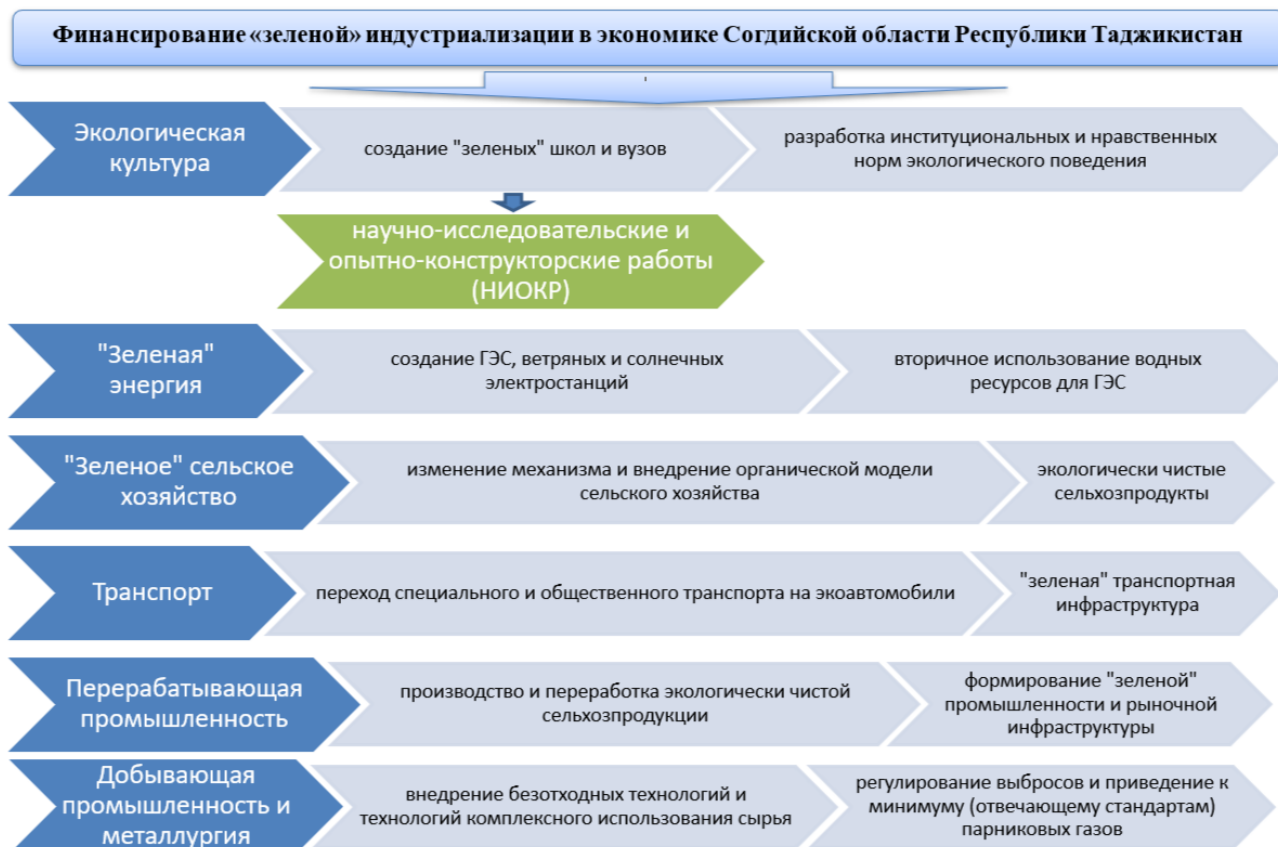 Финансирование «зеленой» индустриализации в экономике Согдийской области Республики Таджикистан
Экологическая
культура
создание "зеленых" школ и вузов
разработка институциональных и нравственных
норм экологического поведения
научно-исследовательские и
опытно-конструкторские работы
(НИОКР)
"Зеленая"
энергия
создание ГЭС, ветряных и солнечных
электростанций
вторичное использование водных
ресурсов для ГЭС
"Зеленое" сельское
хозяйство
изменение механизма и внедрение органической модели
сельского хозяйства
экологически чистые
сельхозпродукты
Транспорт
переход специального и общественного транспорта на экоавтомобили
"зеленая" транспортная
инфраструктура
Перерабатывающая
промышленность
производство и переработка экологически чистой
сельхозпродукции
формирование "зеленой"
промышленности и рыночной
инфраструктуры
Добывающая
промышленность и
металлургия
внедрение безотходных технологий и
технологий комплексного использования сырья
регулирование выбросов и приведение к
минимуму (отвечающему стандартам)
парниковых газов